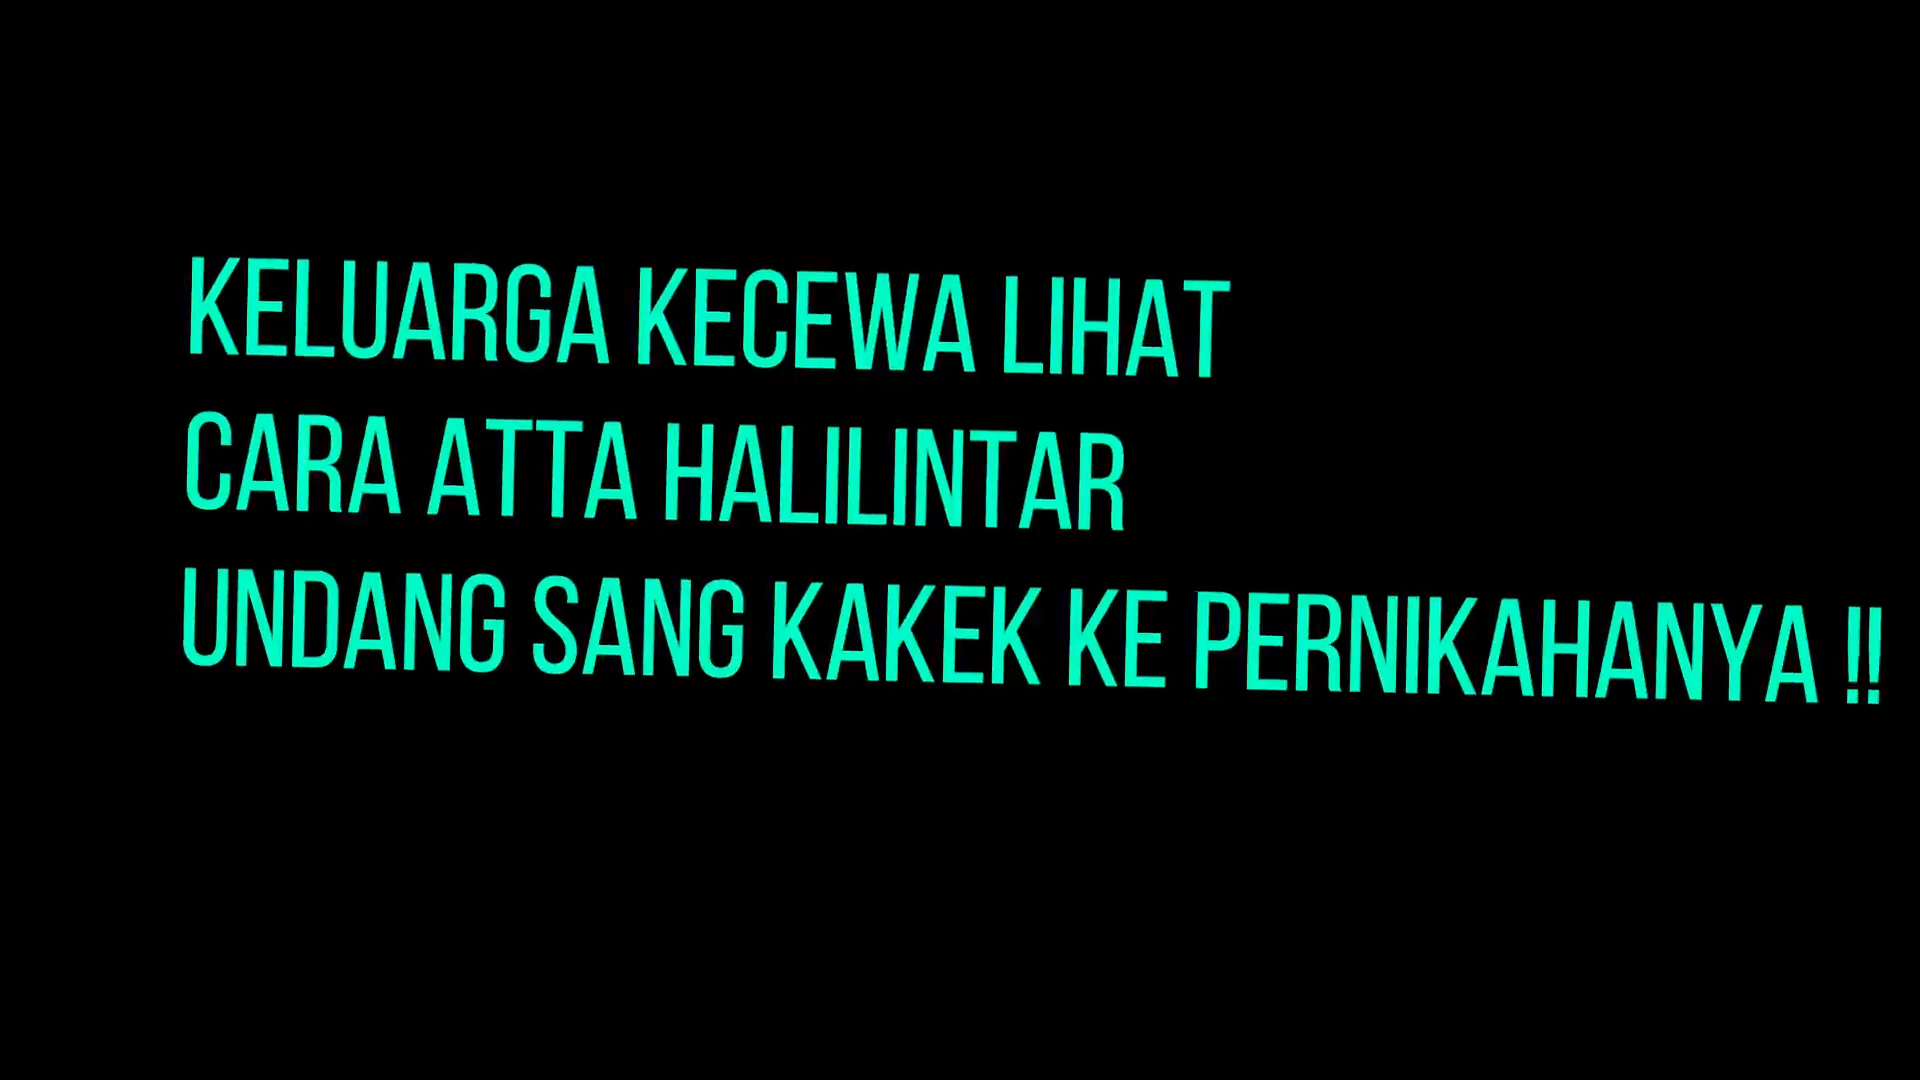 KELUARGA KECEWA LIHAT
CARA ATTA HALILINTAR
UNDANG SANG KAKEK KE PERNIKAHANYA !!